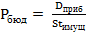 Рбюд = Dприб / Stимущ